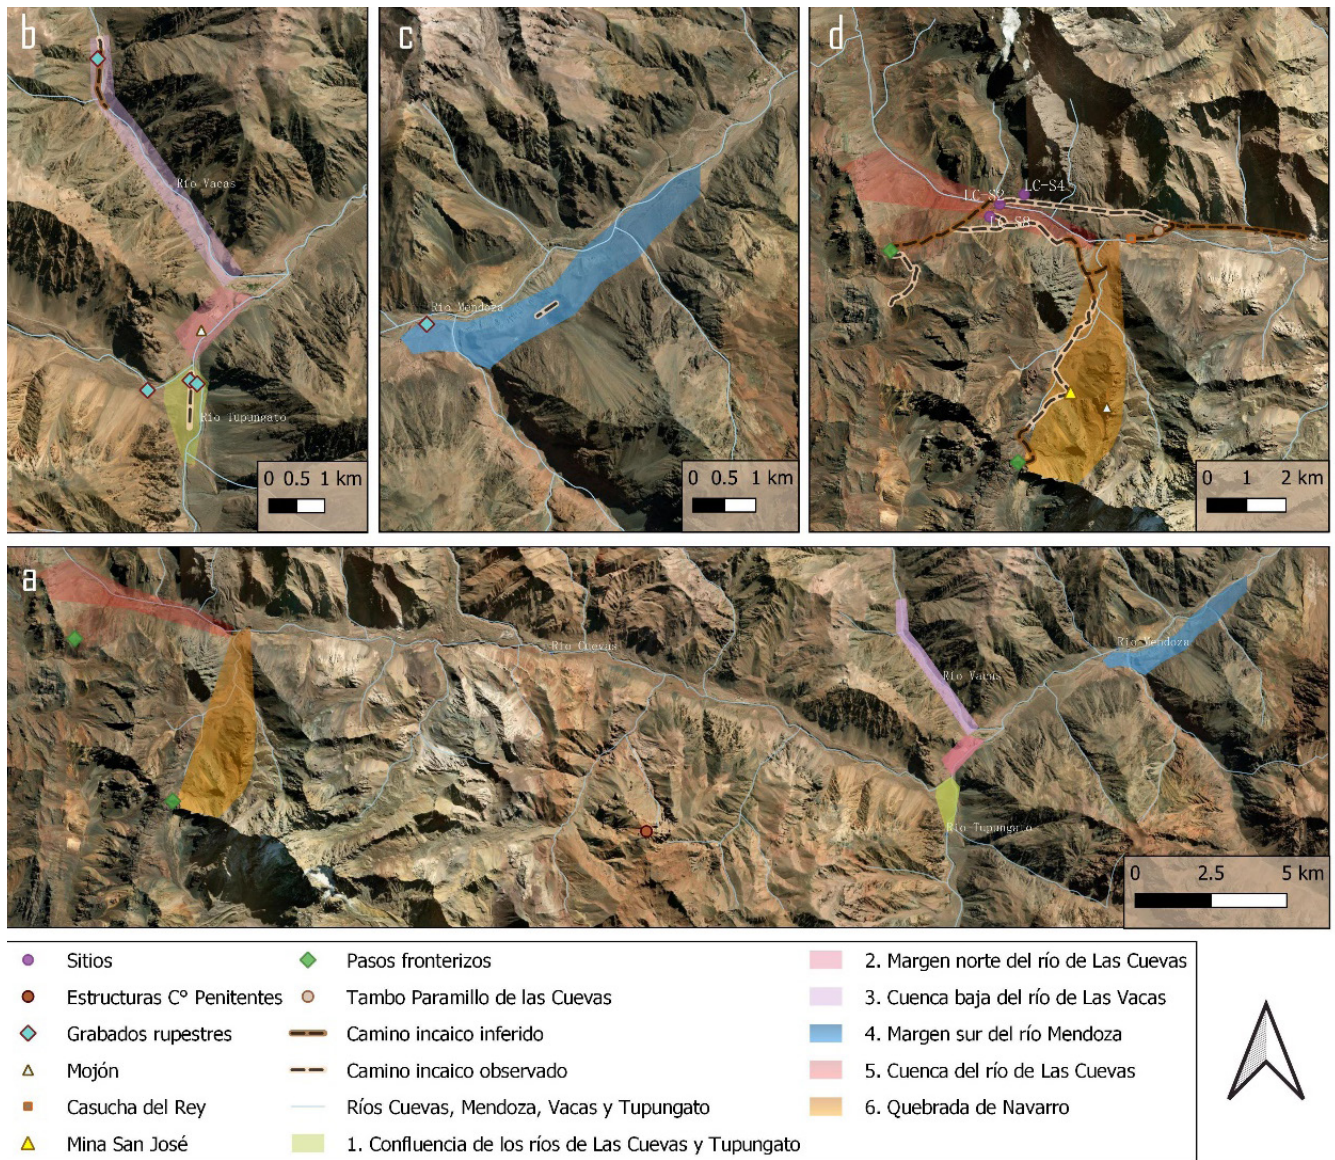 b
Río Vacas
Río Tupungato
0 0.5 1 km
c
Río Mendoza
0 0.5 1 km
d
LC-S4
LC-S2
0 1 2 km
a
Río Cuevas
Río Vacas
Río Mendoza
Río Tupungato
0 2.5 5 km
Sitios
Estructuras C° Penitentes
Grabados rupestres
Mojón
Casucha del Rey
Mina San José
Pasos fronterizos
Tambo Paramillo de las Cuevas
Camino incaico inferido
Camino incaico observado
Ríos Cuevas, Mendoza, Vacas y Tupungato
1. Confluencia de los ríos de Las Cuevas y Tupungato
2. Margen norte del río de Las Cuevas
3. Cuenca baja del río de Las Vacas
4. Margen sur del río Mendoza
5. Cuenca del río de Las Cuevas
6. Quebrada de Navarro